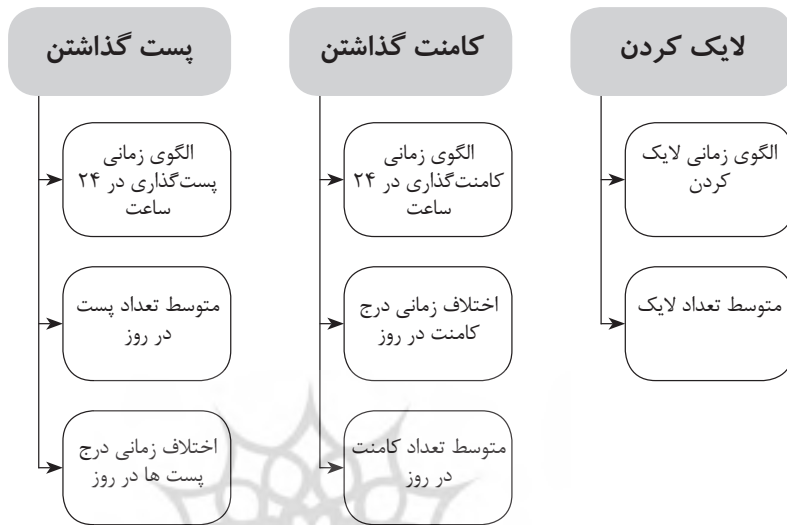 لایک کردن
الگوی زمانی لایک
کردن
متوسط تعداد لایک
کامنت گذاشتن
الگوی زمانی
کامنت‌گذاری در ۲۴
ساعت
اختلاف زمانی درج
کامنت در روز
متوسط تعداد کامنت
در روز
پست گذاشتن
الگوی زمانی
پست‌گذاری در ۲۴
ساعت
متوسط تعداد پست
در روز
اختلاف زمانی درج
پست ها در روز